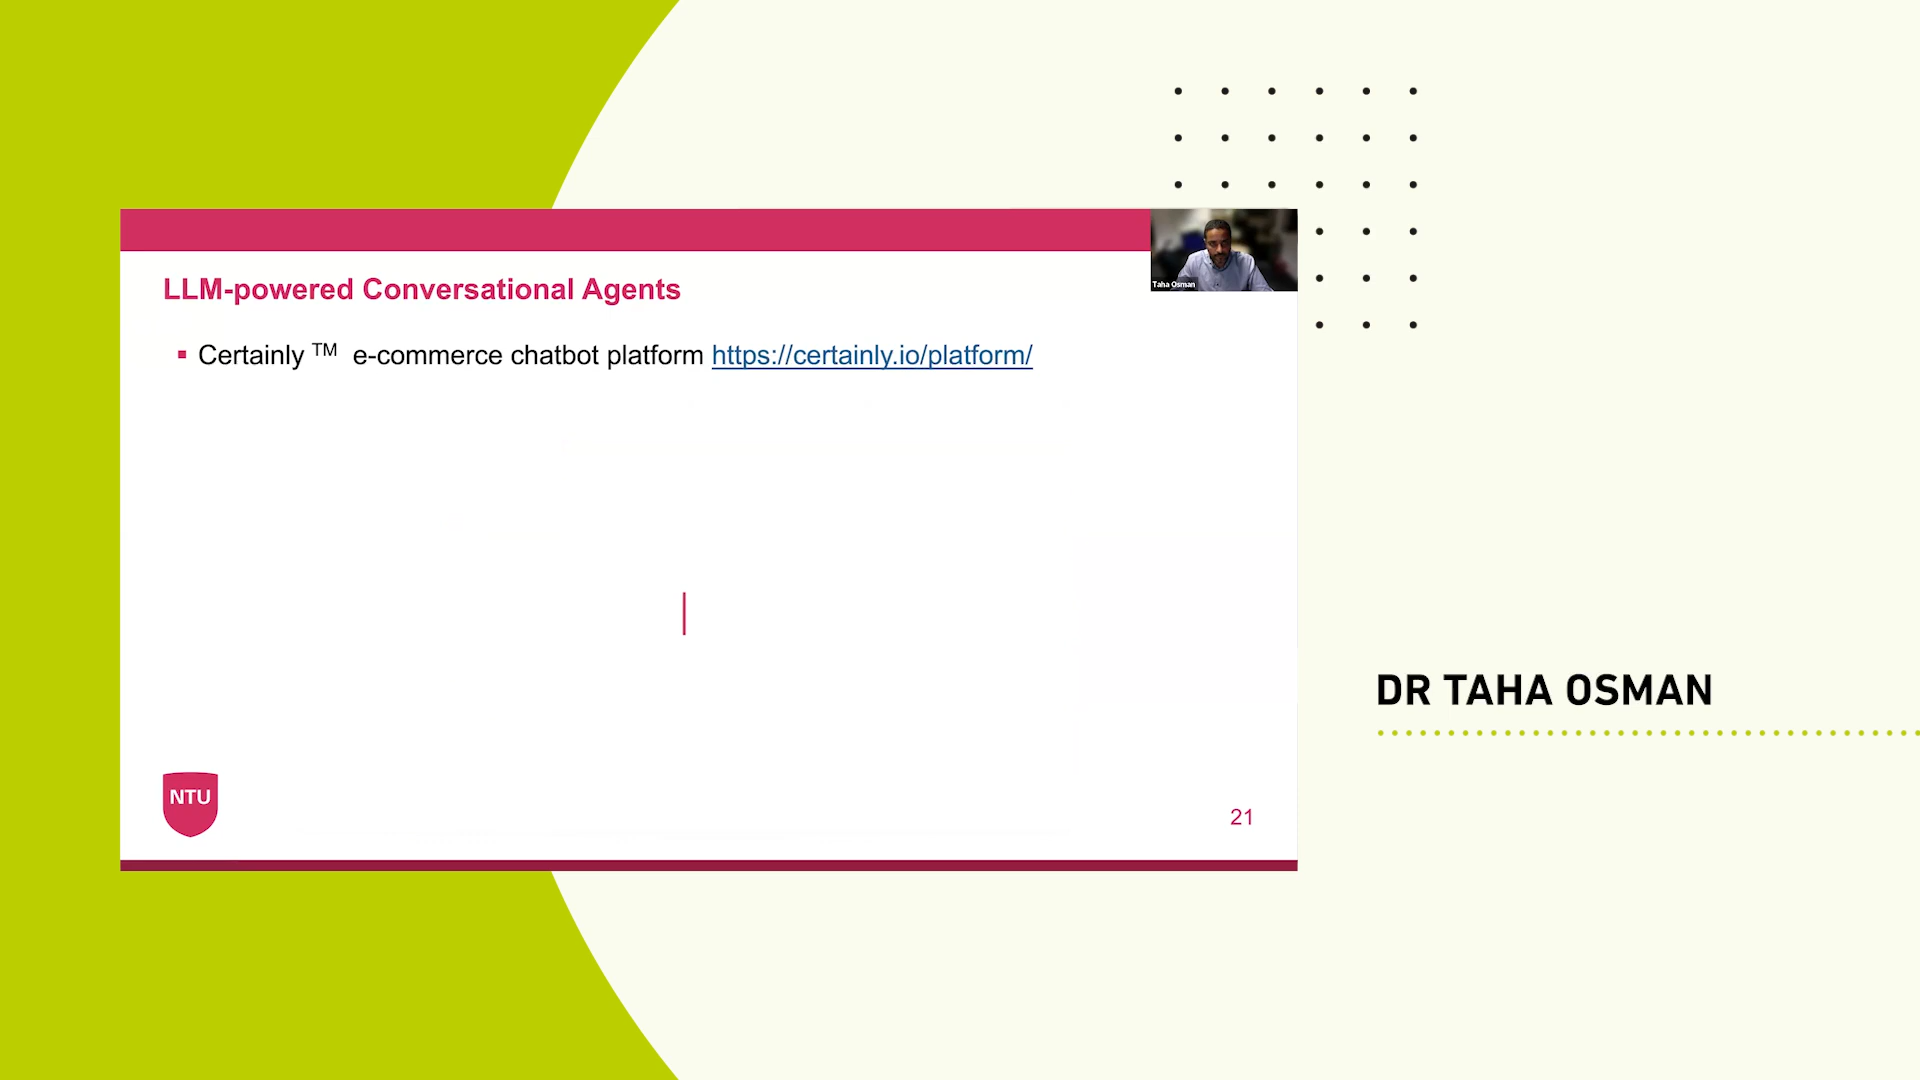 Taha Osman
LLM-powered Conversational Agents
▪ Certainly ™ e-commerce chatbot platform https://certainly.io/platform/
DR TAHA OSMAN
NTU
21